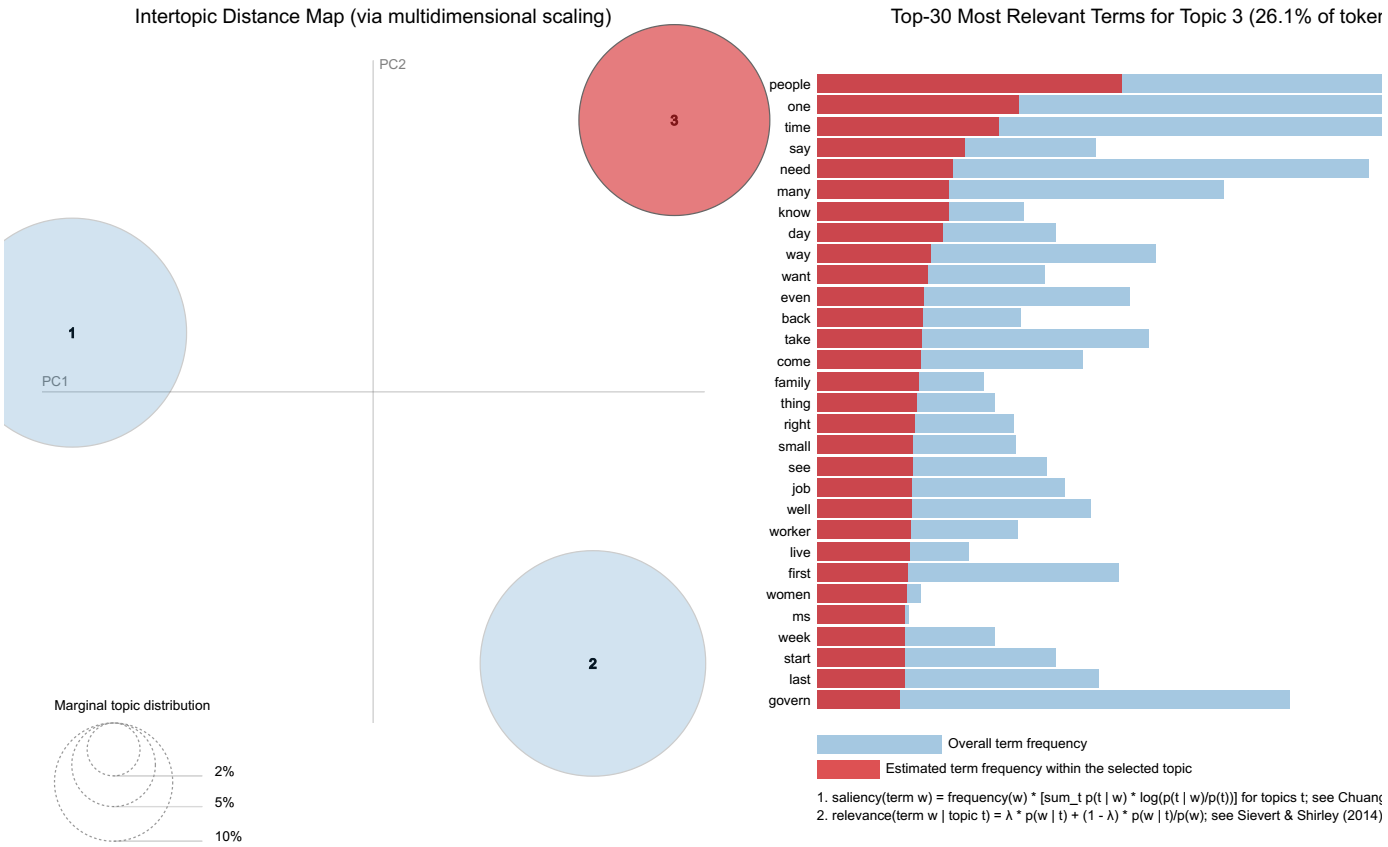 Intertopic Distance Map (via multidimensional scaling)
Top-30 Most Relevant Terms for Topic 3 (26.1% of token
PC2
3
1
PC1
2
Marginal topic distribution
2%
5%
10%
people
one
time
say
need
many
know
day
way
want
even
back
take
come
family
thing
right
small
see
job
well
worker
live
first
women
ms
week
start
last
govern
Overall term frequency
Estimated term frequency within the selected topic
1. saliency(term w) = frequency(w) * [sum_t p(t | w) * log(p(t | w)/p(t))] for topics t; see Chuang
2. relevance(term w | topic t) = λ * p(w | t) + (1 - λ) * p(w | t)/p(w); see Sievert & Shirley (2014)